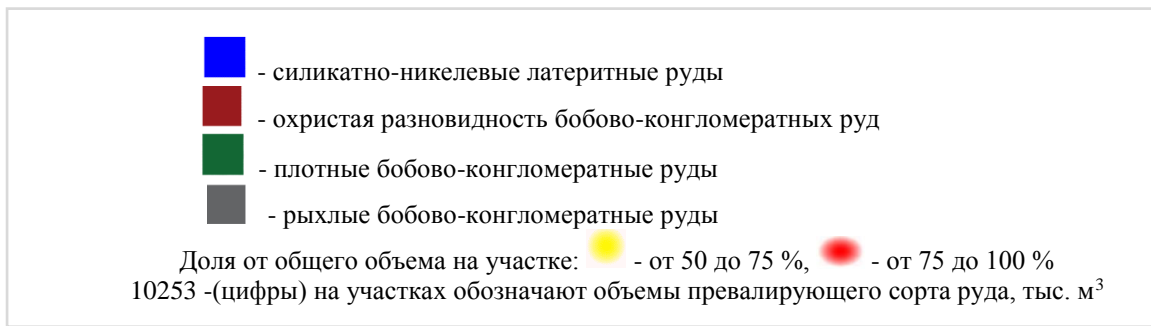 - силикатно-никелевые латеритные руды
- охристая разновидность бобово-конгломератных руд
- плотные бобово-конгломератные руды
- рыхлые бобово-конгломератные руды
Доля от общего объема на участке: - от 50 до 75 %, - от 75 до 100 %
10253 -(цифры) на участках обозначают объемы превалирующего сорта руда, тыс. м³